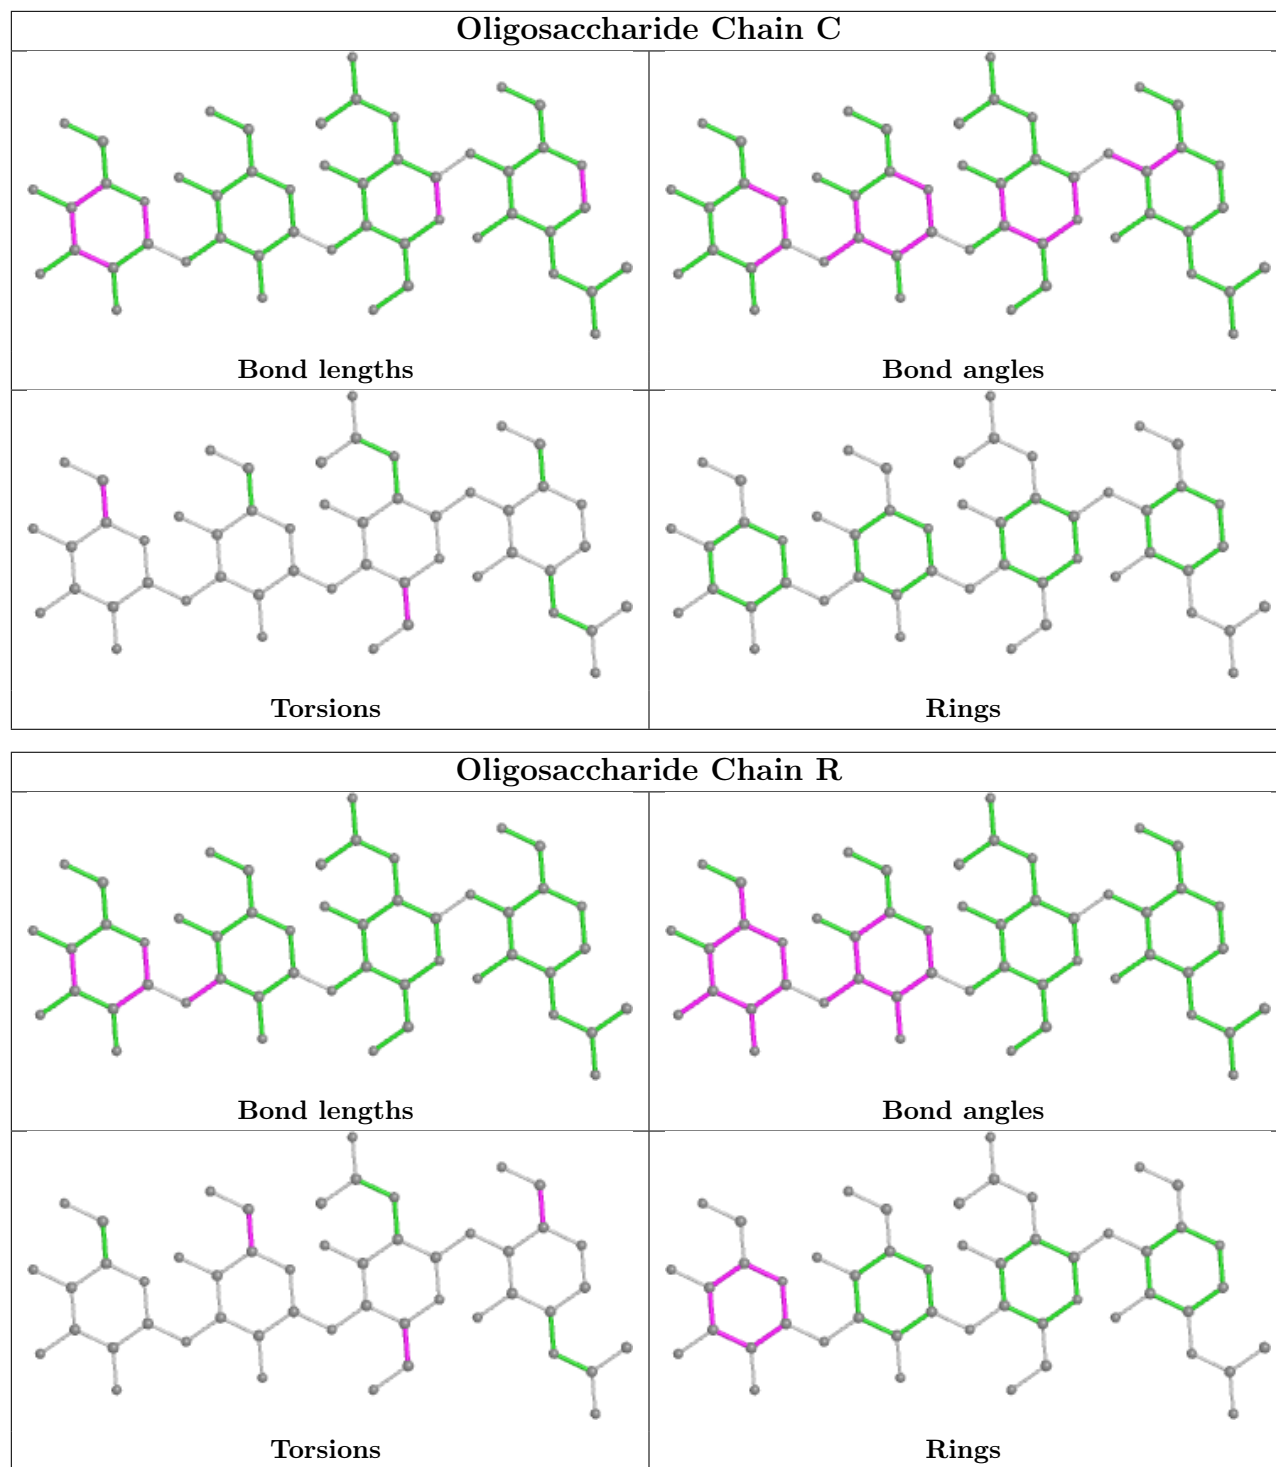 Oligosaccharide Chain C
Bond lengths
Bond angles
Torsions
Rings
Oligosaccharide Chain R
Bond lengths
Bond angles
Torsions
Rings